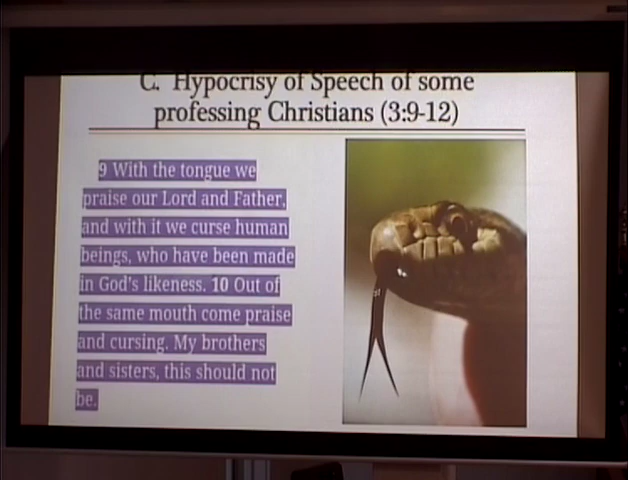 C. Hypocrisy of Speech of some
professing Christians (3:9-12)
9 With the tongue we
praise our Lord and Father,
and with it we curse human
beings, who have been made
in God's likeness. 10 Out of
the same mouth come praise
and cursing. My brothers
and sisters, this should not
be.